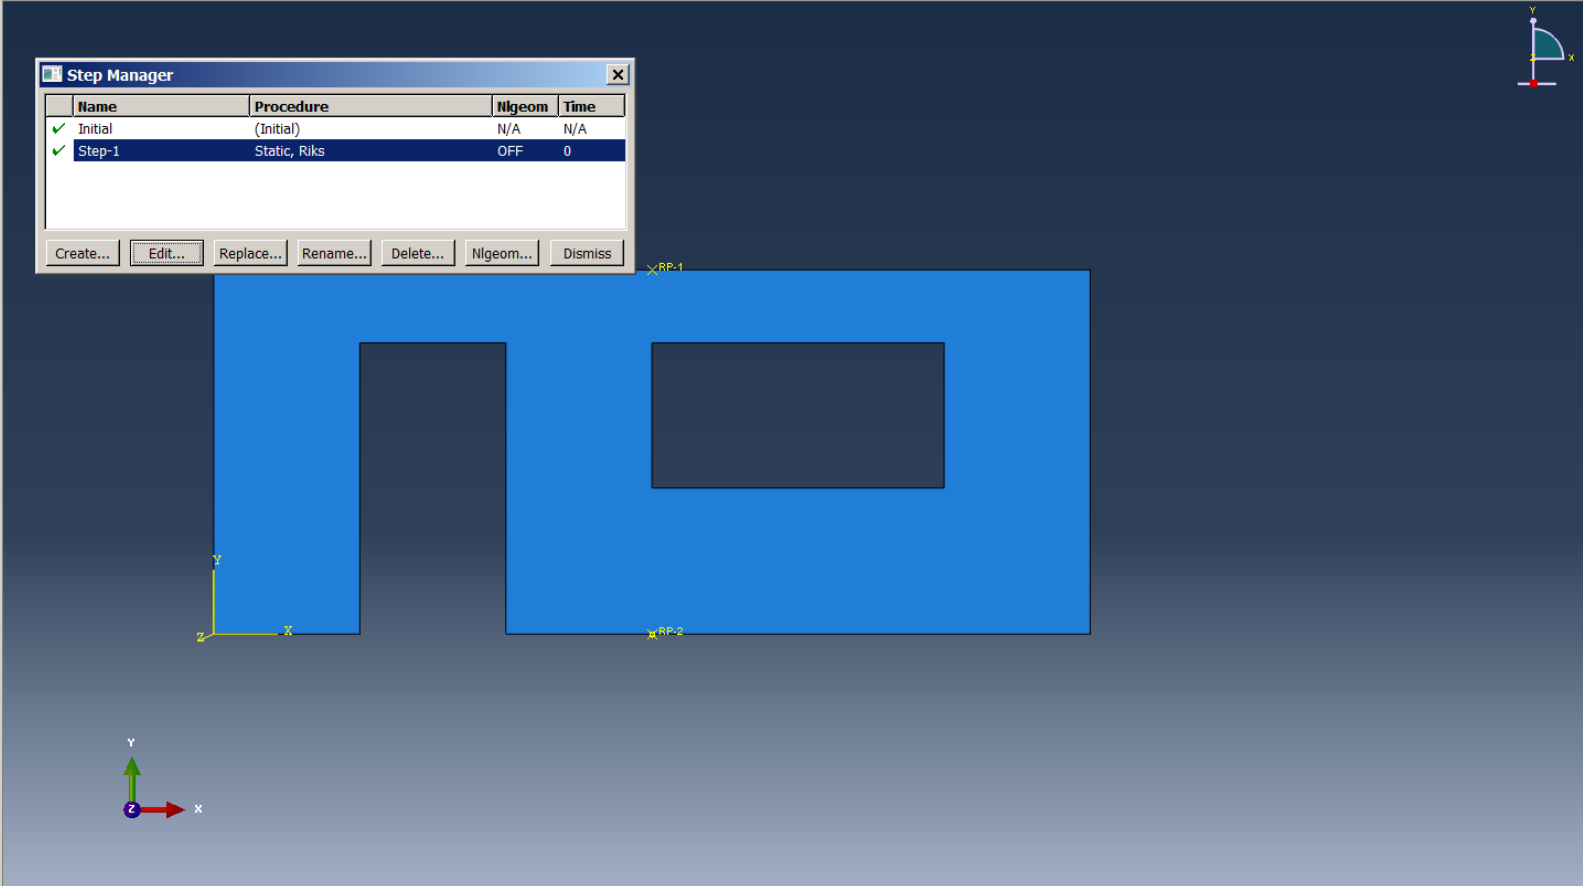 Y
X
Z
Step Manager
Name Procedure Nlgeom Time
Initial (Initial) N/A N/A
Step-1 Static, Riks OFF 0
Create... Edit... Replace... Rename... Delete... Nlgeom... Dismiss
RP-1
Y
Z X
RP-2
Y
Z X